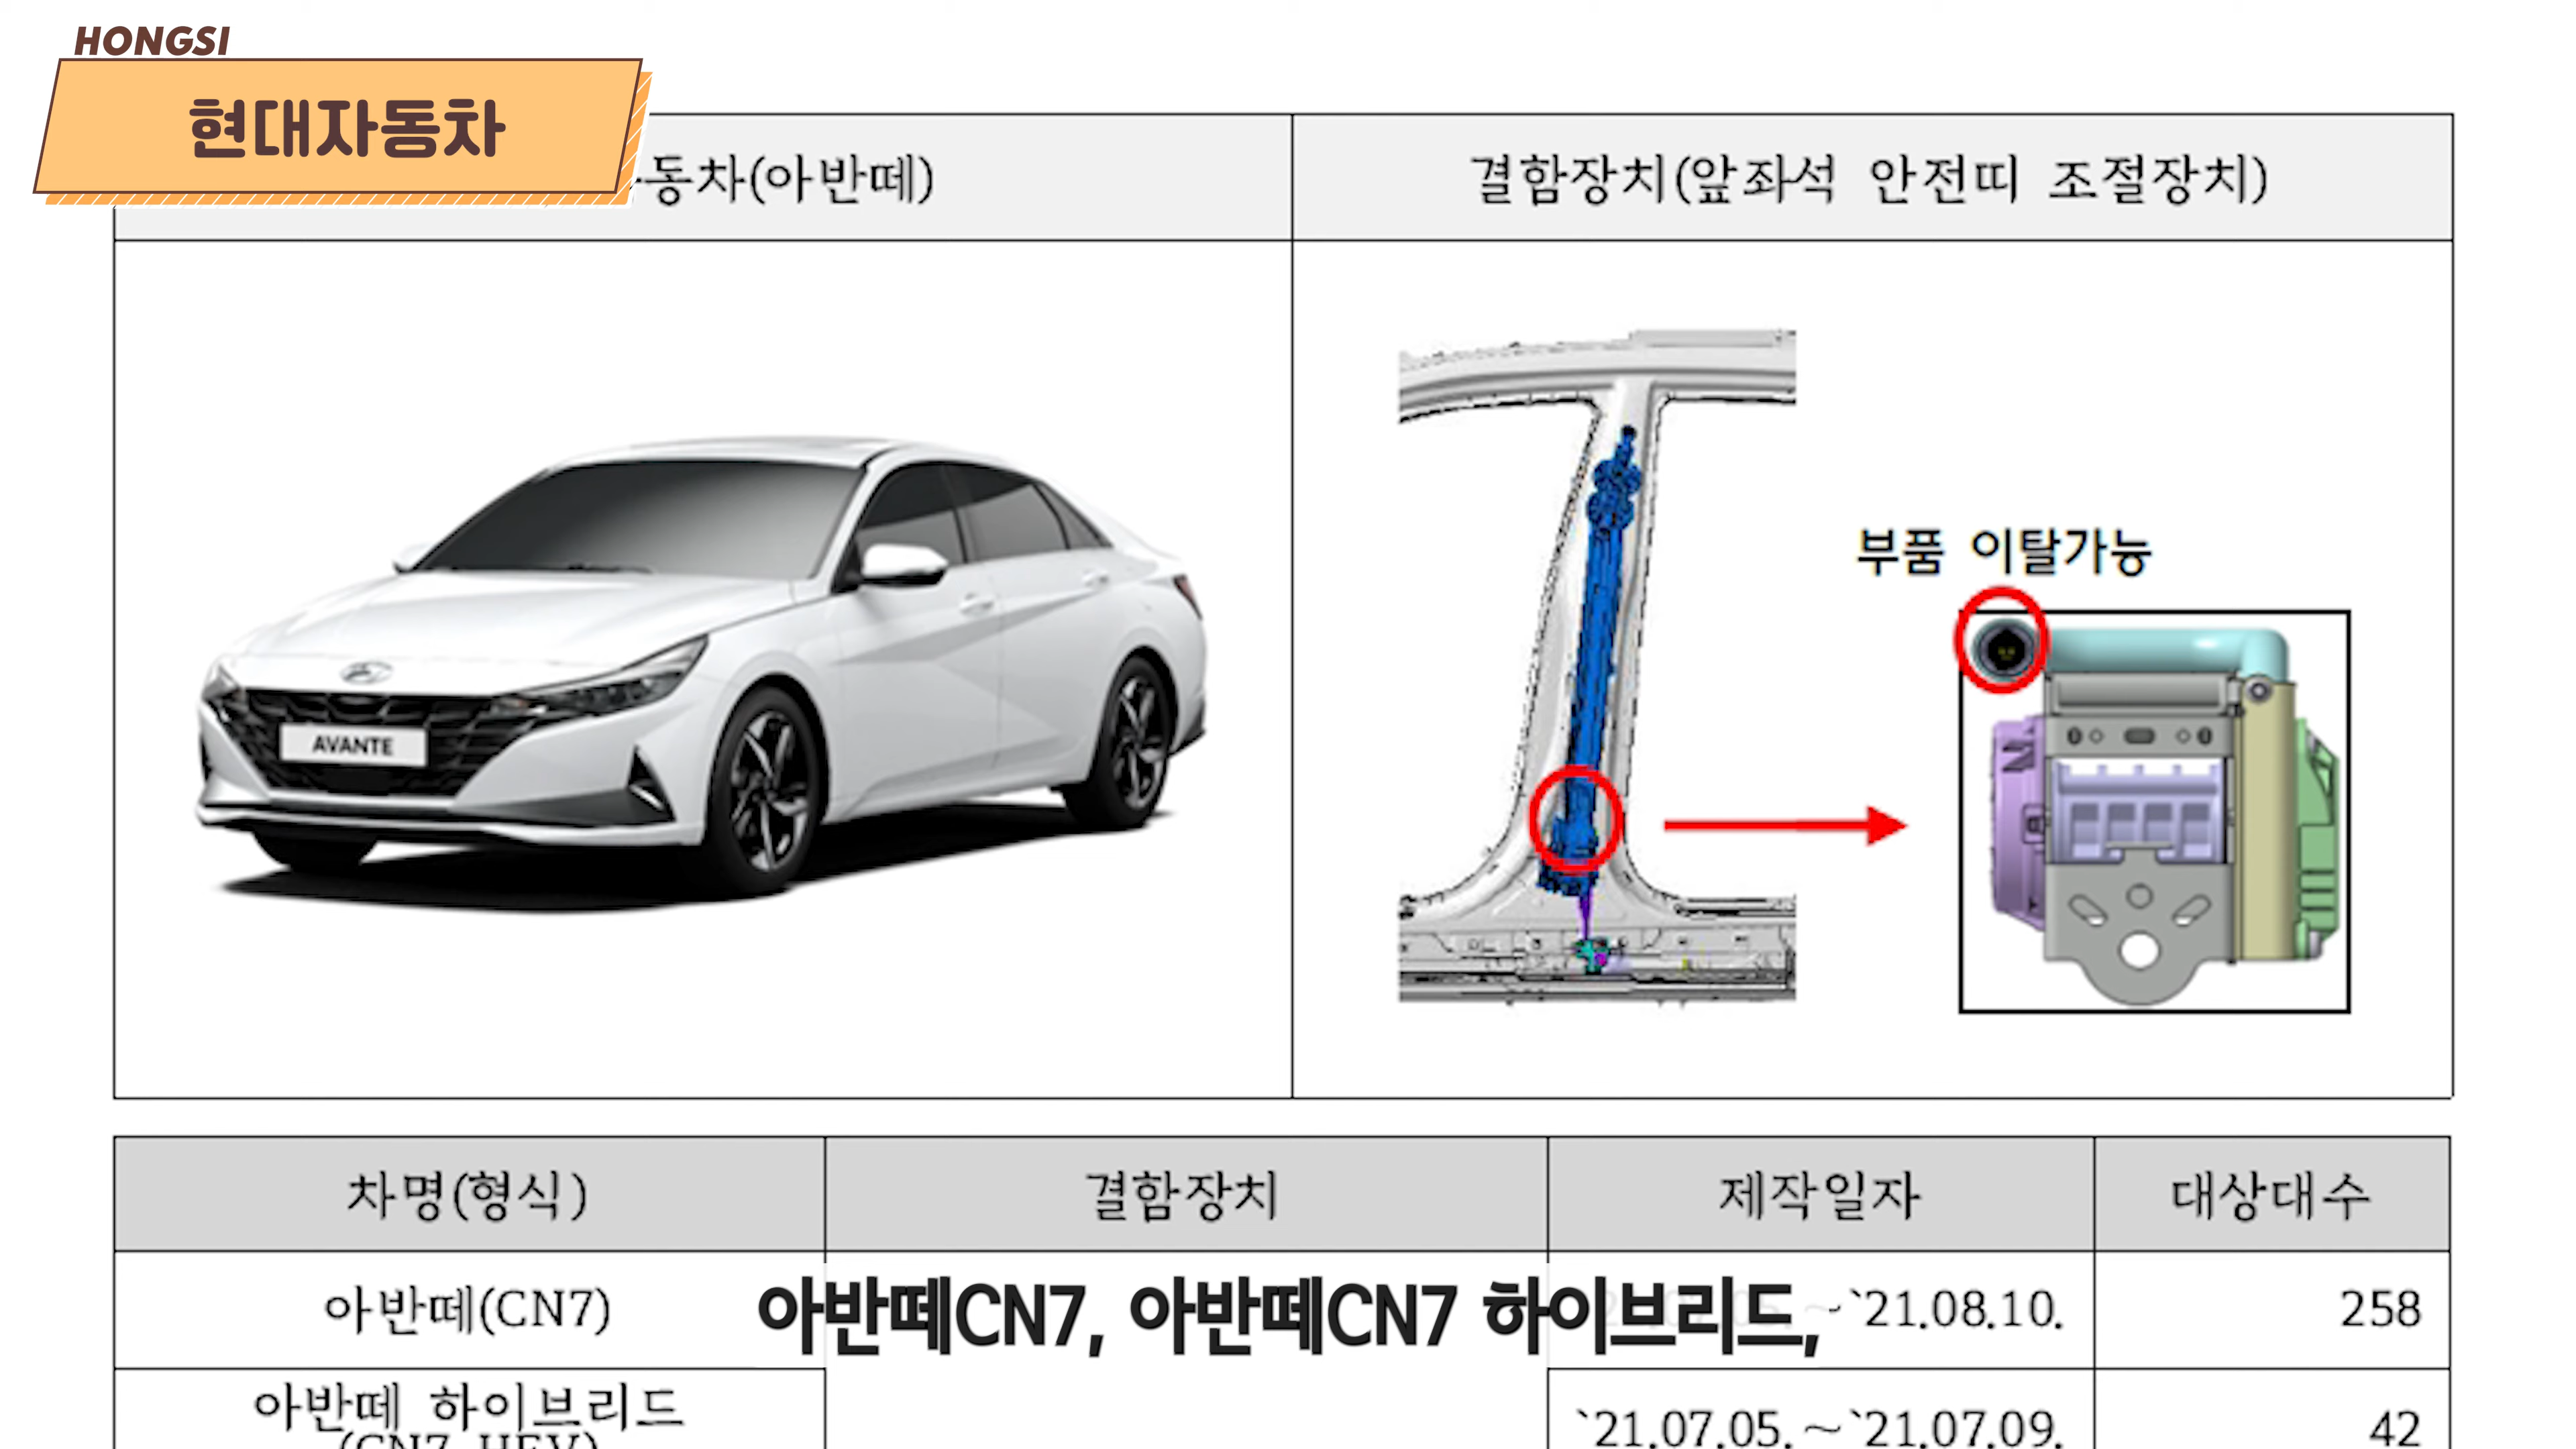 HONGSI
현대자동차
동차(아반떼)
결함장치(앞좌석 안전띠 조절장치)
AVANTE
부품 이탈가능
차명(형식)
결함장치
제작일자
대상대수
아반떼(CN7)
아반떼CN7, 아반떼CN7 하이브리드,
~`21.08.10.
258
아반떼 하이브리드
(CN7 HEV)
`21.07.05.~`21.07.09.
42